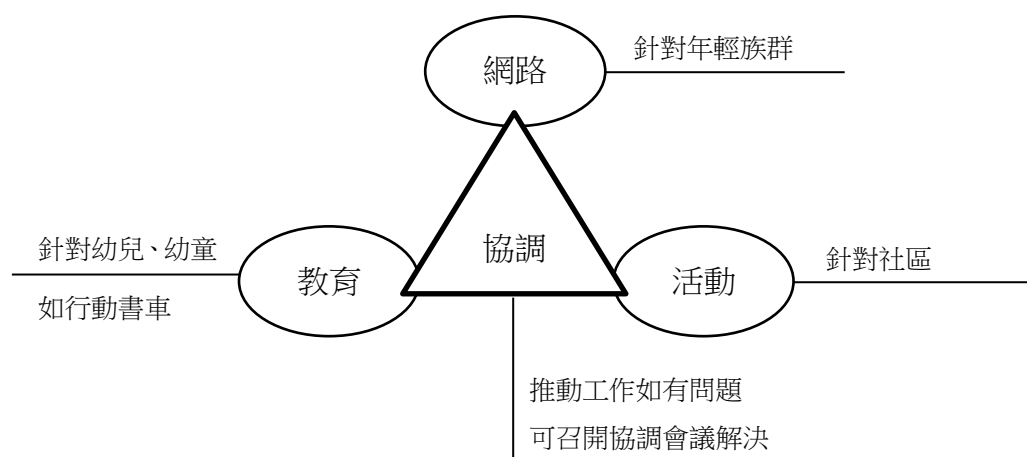 網路
針對年輕族群
針對幼兒、幼童
如行動書車
教育
協調
活動
針對社區
推動工作如有問題
可召開協調會議解決